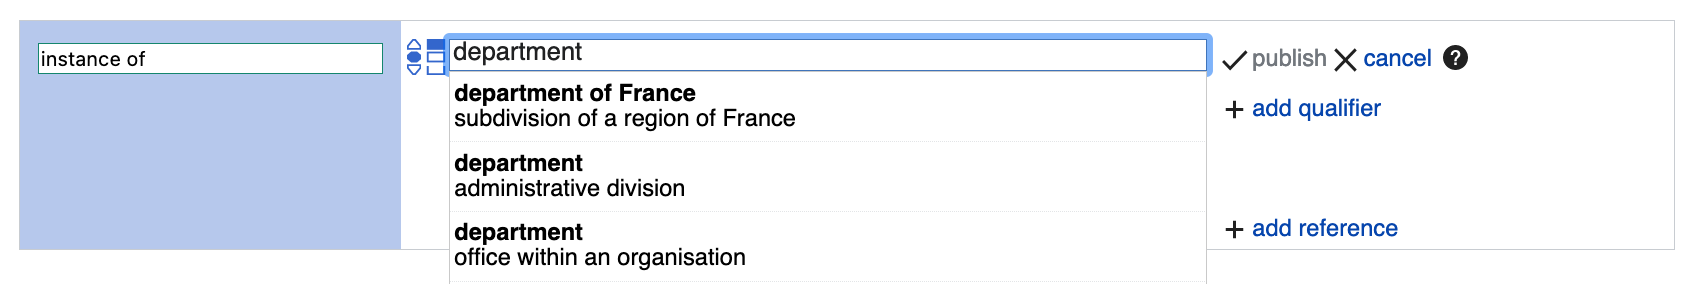 instance of
department
publish
cancel
?
department of France
subdivision of a region of France
+ add qualifier
department
administrative division
department
office within an organisation
+ add reference